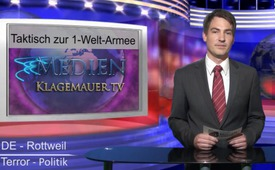 Taktisch zur 1-Welt-Armee
MEDIEN
KLAGEMAUER.TV
DE - Rottweil
Terror - Politik